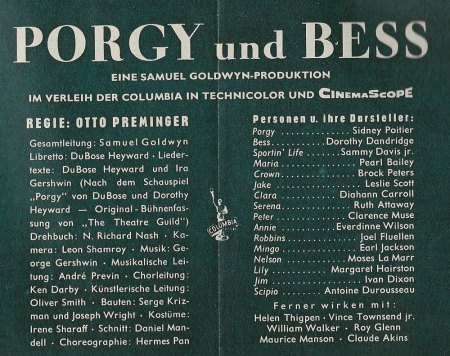 PORGY und BESS
EINE SAMUEL GOLDWYN-PRODUKTION
IM VERLEIH DER COLUMBIA IN TECHNICOLOR UND CINEMASCOPE
REGIE: OTTO PREMINGER
Gesamtleitung: Samuel Goldwyn
Libretto: DuBose Heyward • Lieder-
texte: DuBose Heyward und Ira
Gershwin (Nach dem Schauspiel
„Porgy" von DuBose und Dorothy
Heyward — Original-Bühnenfas-
sung von „The Theatre Guild")
Drehbuch: N. Richard Nash • Ka-
mera: Leon Shamroy • Musik: Ge-
orge Gershwin • Musikalische Lei-
tung: André Previn • Chorleitung:
Ken Darby • Künstlerische Leitung:
Oliver Smith • Bauten: Serge Kriz-
man und Joseph Wright • Kostüme:
Irene Sharaff • Schnitt: Daniel Man-
dell • Choreographie: Hermes Pan
COLUMBIA
Personen u. ihre Darsteller:
Porgy . . . . . . . . . . Sidney Poitier
Bess . . . . . . . . Dorothy Dandridge
Sportin' Life . . . . . Sammy Davis jr.
Maria . . . . . . . . . . . Pearl Bailey
Crown . . . . . . . . . . . Brock Peters
Jake . . . . . . . . . . . . Leslie Scott
Clara . . . . . . . . . Diahann Carroll
Serena . . . . . . . . . . Ruth Attaway
Peter . . . . . . . . . . Clarence Muse
Annie . . . . . . . . Everdinne Wilson
Robbins . . . . . . . . . . Joel Fluellen
Mingo . . . . . . . . . . . Earl Jackson
Nelson . . . . . . . . . Moses La Marr
Lily . . . . . . . . . Margaret Hairston
Jim . . . . . . . . . . . . . Ivan Dixon
Scipio . . . . . . Antoine Durousseau
Ferner wirken mit:
Helen Thigpen • Vince Townsend jr.
William Walker • Roy Glenn
Maurice Manson • Claude Akins